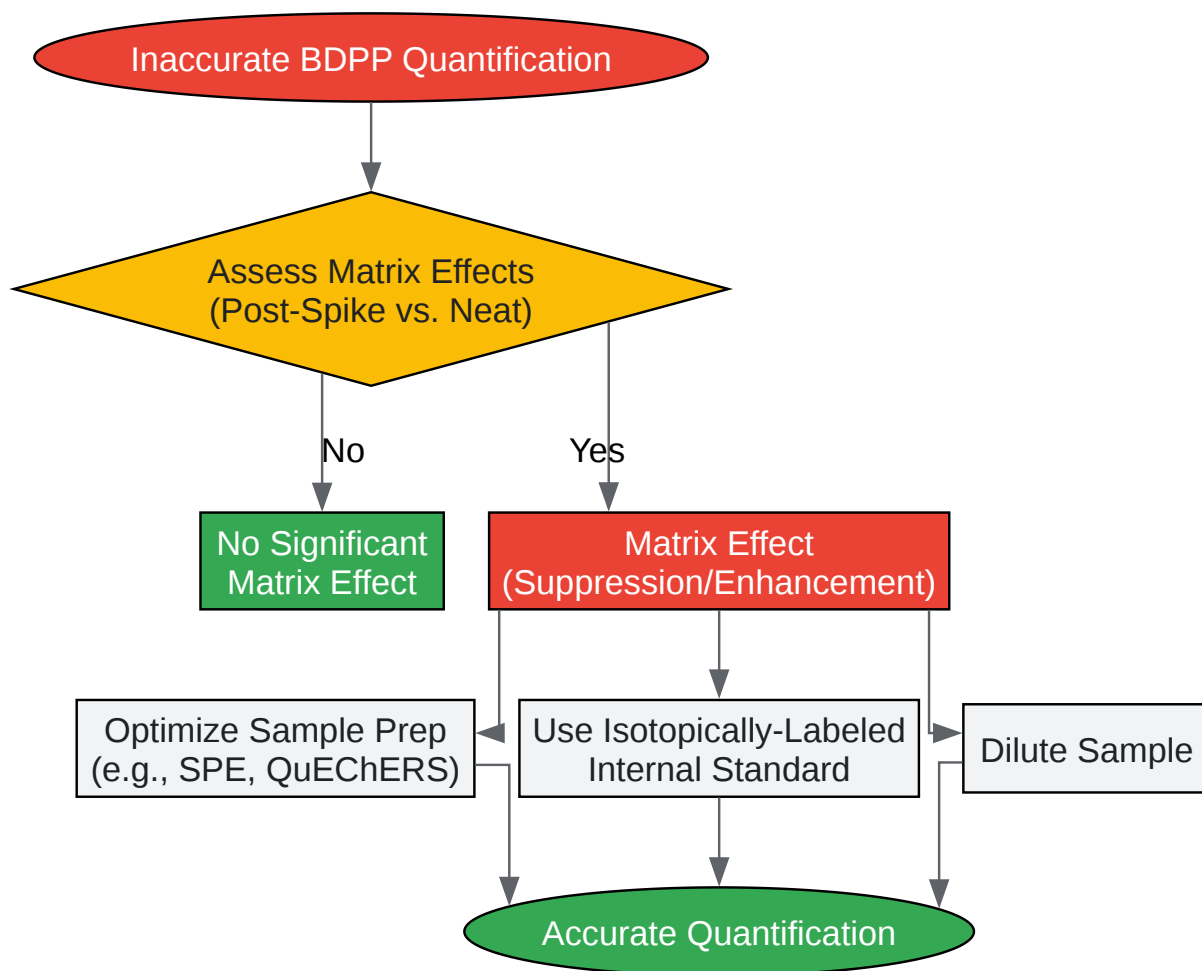 Inaccurate BDPP Quantification
Assess Matrix Effects
(Post-Spike vs. Neat)
No
Yes
No Significant
Matrix Effect
Matrix Effect
(Suppression/Enhancement)
Optimize Sample Prep
(e.g., SPE, QuEChERS)
Use Isotopically-Labeled
Internal Standard
Dilute Sample
Accurate Quantification